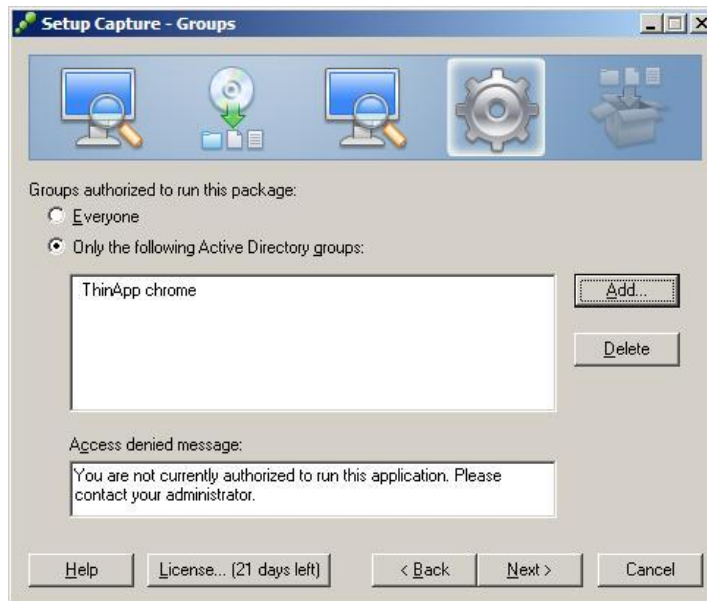 Setup Capture - Groups
Groups authorized to run this package:
Everyone
Only the following Active Directory groups:
ThinApp chrome
Add...
Delete
Access denied message:
You are not currently authorized to run this application. Please
contact your administrator.
Help
License... (21 days left)
< Back
Next >
Cancel